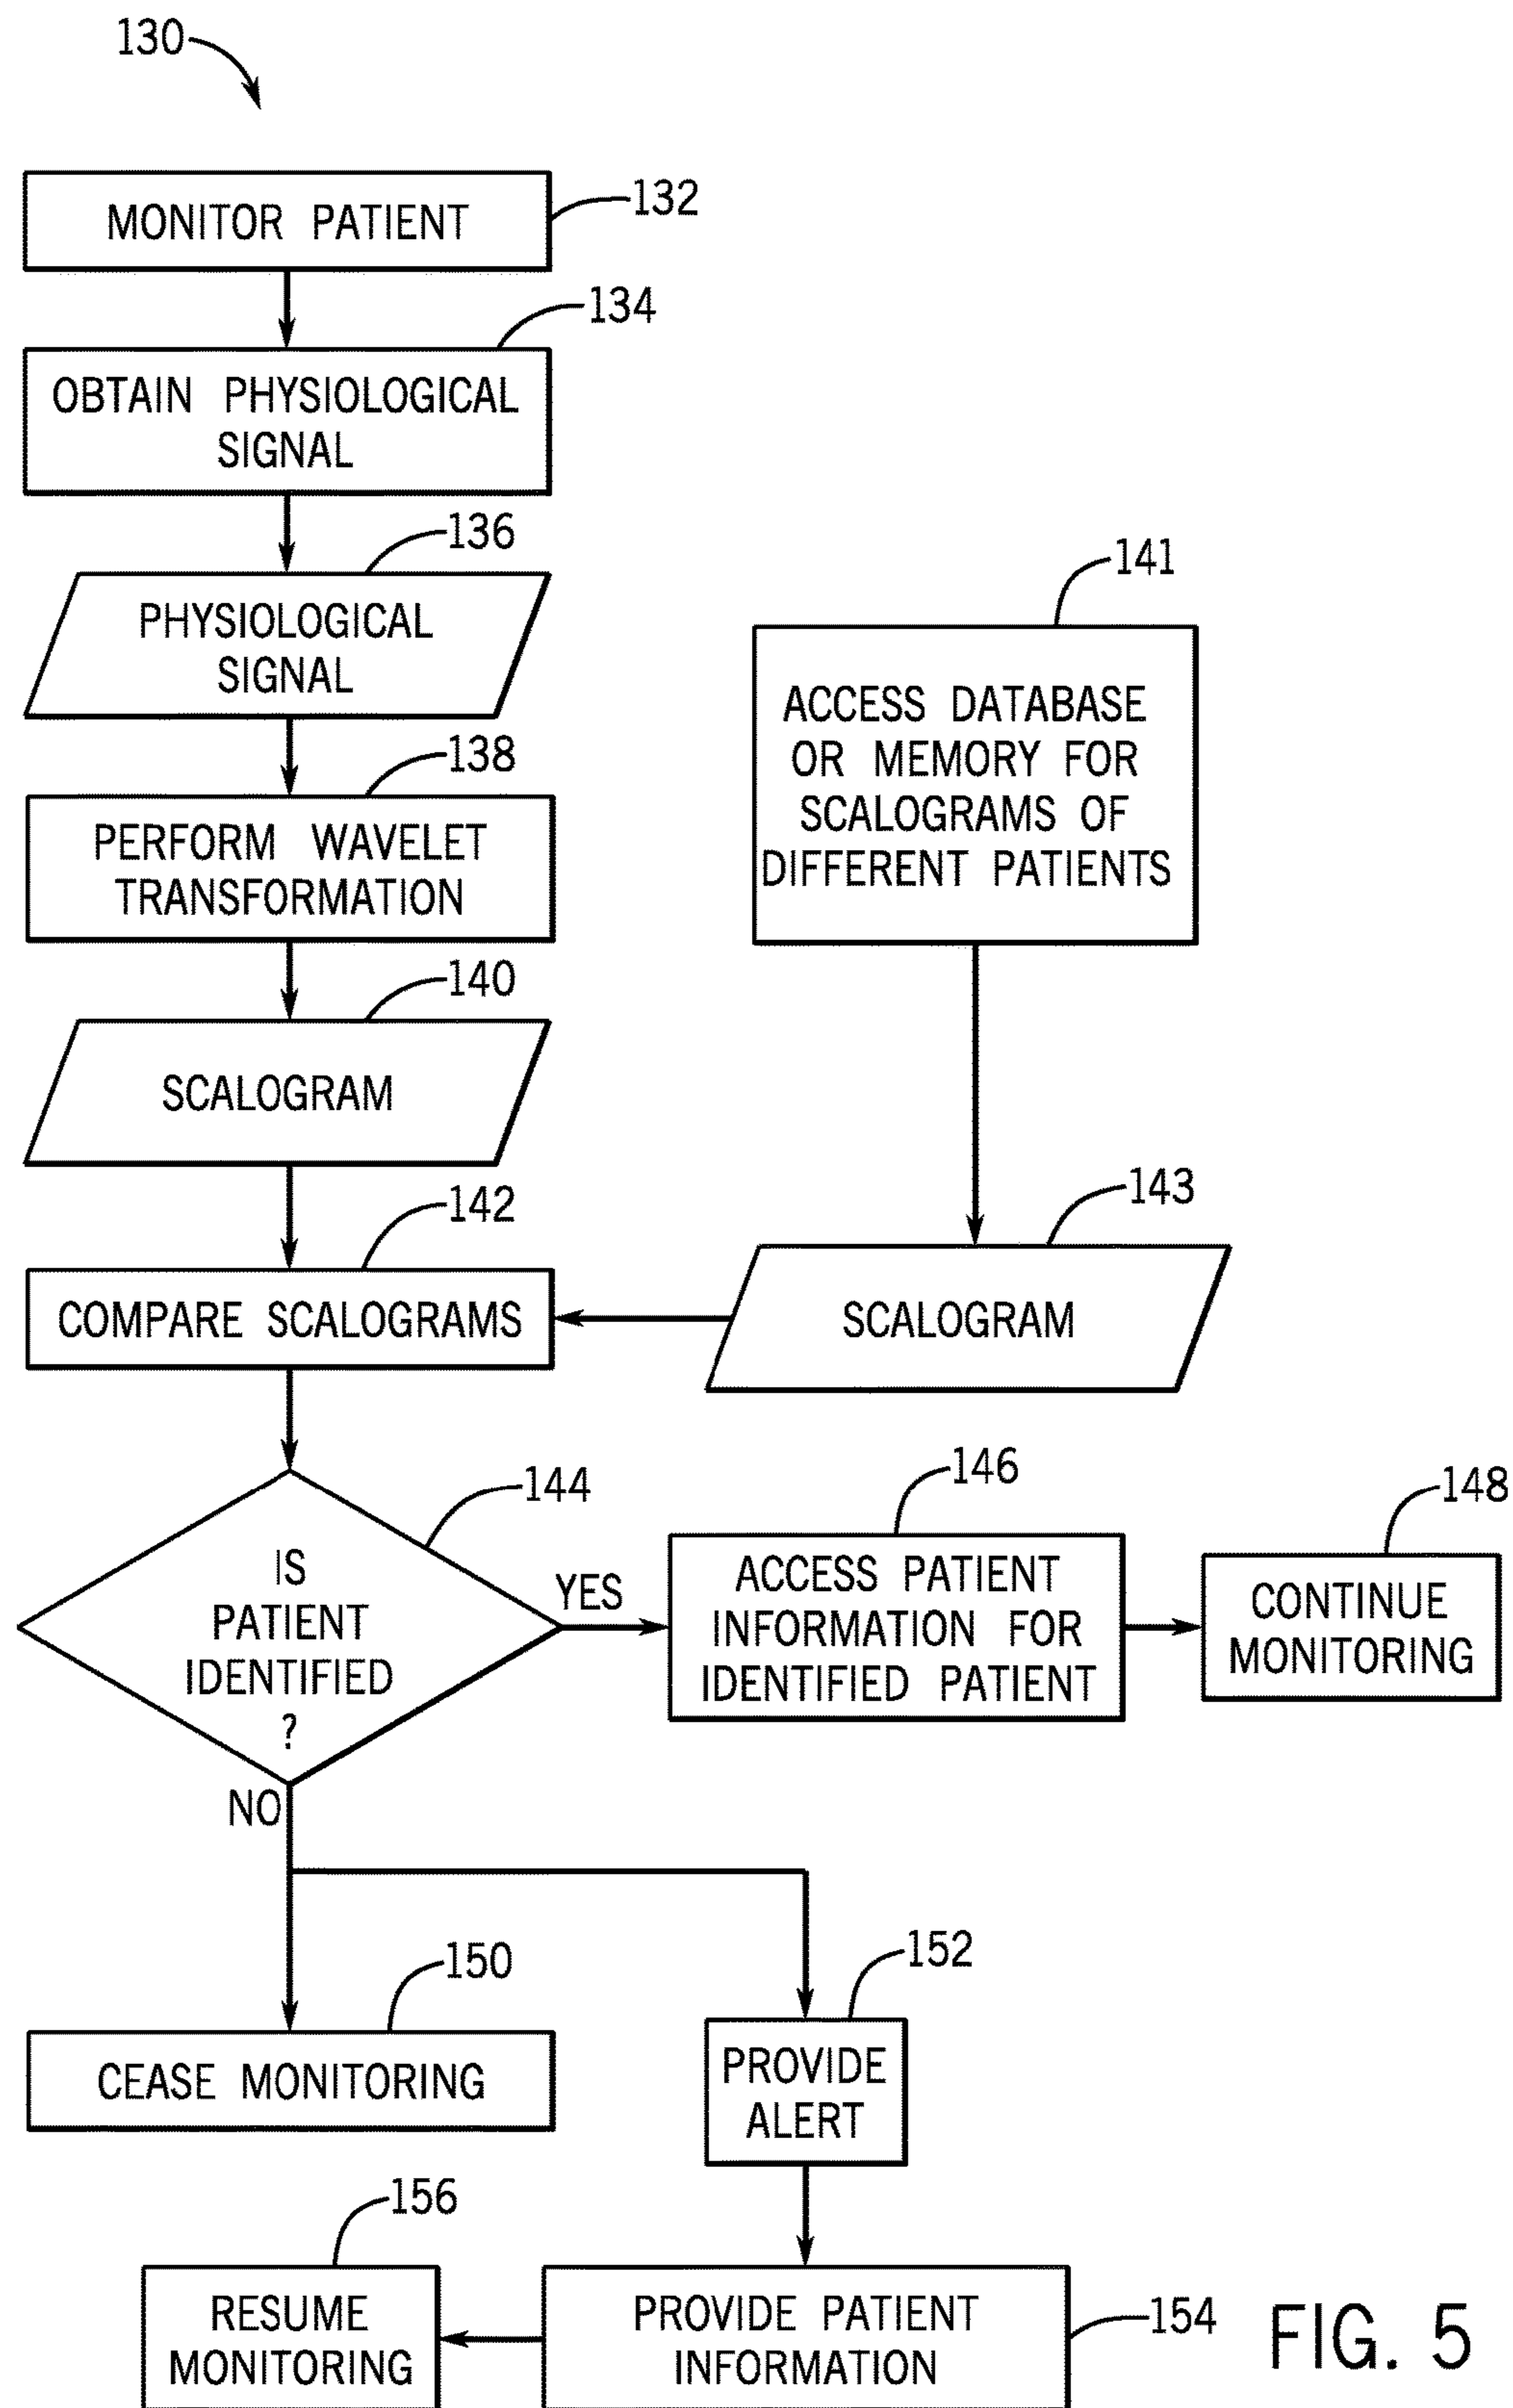 130
MONITOR PATIENT
132
134
OBTAIN PHYSIOLOGICAL
SIGNAL
136
PHYSIOLOGICAL
SIGNAL
138
PERFORM WAVELET
TRANSFORMATION
140
SCALOGRAM
141
ACCESS DATABASE
OR MEMORY FOR
SCALOGRAMS OF
DIFFERENT PATIENTS
143
SCALOGRAM
142
COMPARE SCALOGRAMS
144
IS
PATIENT
IDENTIFIED
?
YES
146
ACCESS PATIENT
INFORMATION FOR
IDENTIFIED PATIENT
148
CONTINUE
MONITORING
NO
150
CEASE MONITORING
152
PROVIDE
ALERT
154
PROVIDE PATIENT
INFORMATION
156
RESUME
MONITORING
FIG. 5